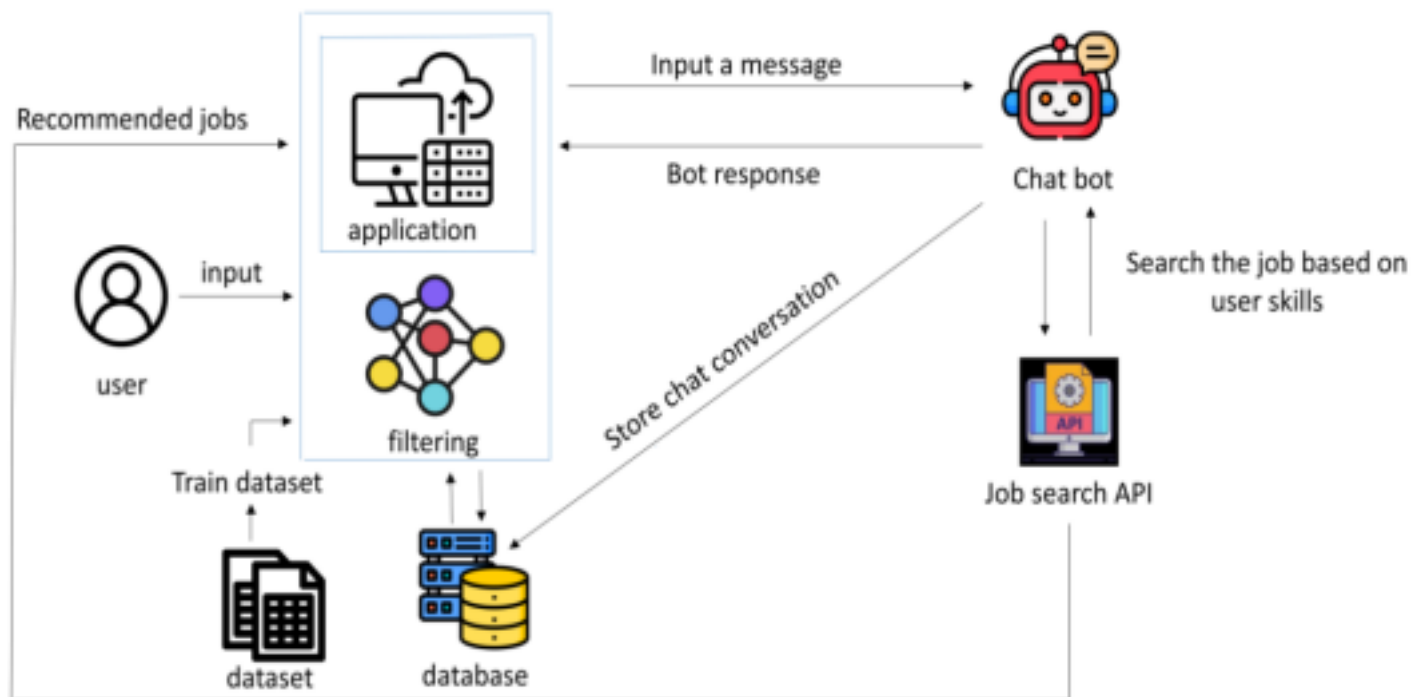 Input a message
Recommended jobs
Bot response
Chat bot
application
input
Search the job based on
user skills
user
Store chat conversation
filtering
API
Train dataset
Job search API
dataset
database